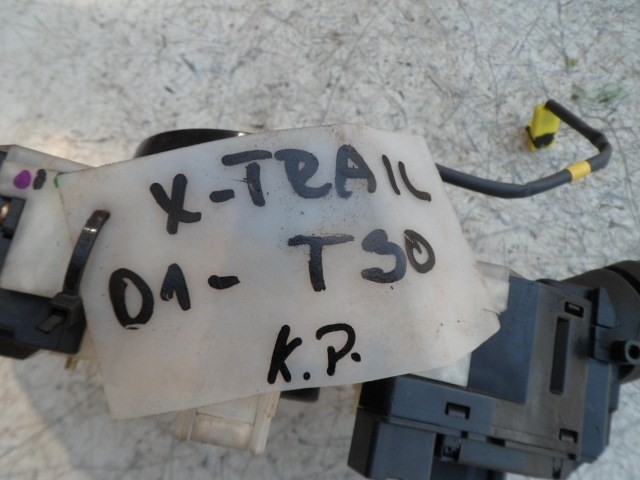 X-TRAIL
01- T30
K.P.